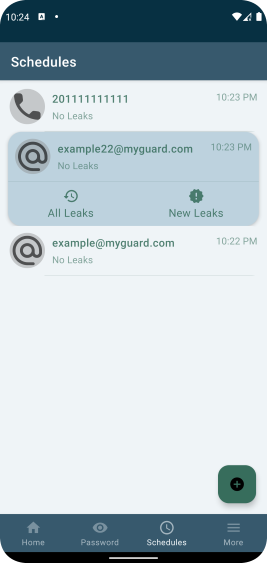 10:24
Schedules
201111111111
10:23 PM
No Leaks
example22@myguard.com
10:23 PM
No Leaks
All Leaks
New Leaks
example@myguard.com
10:22 PM
No Leaks
Home
Password
Schedules
More